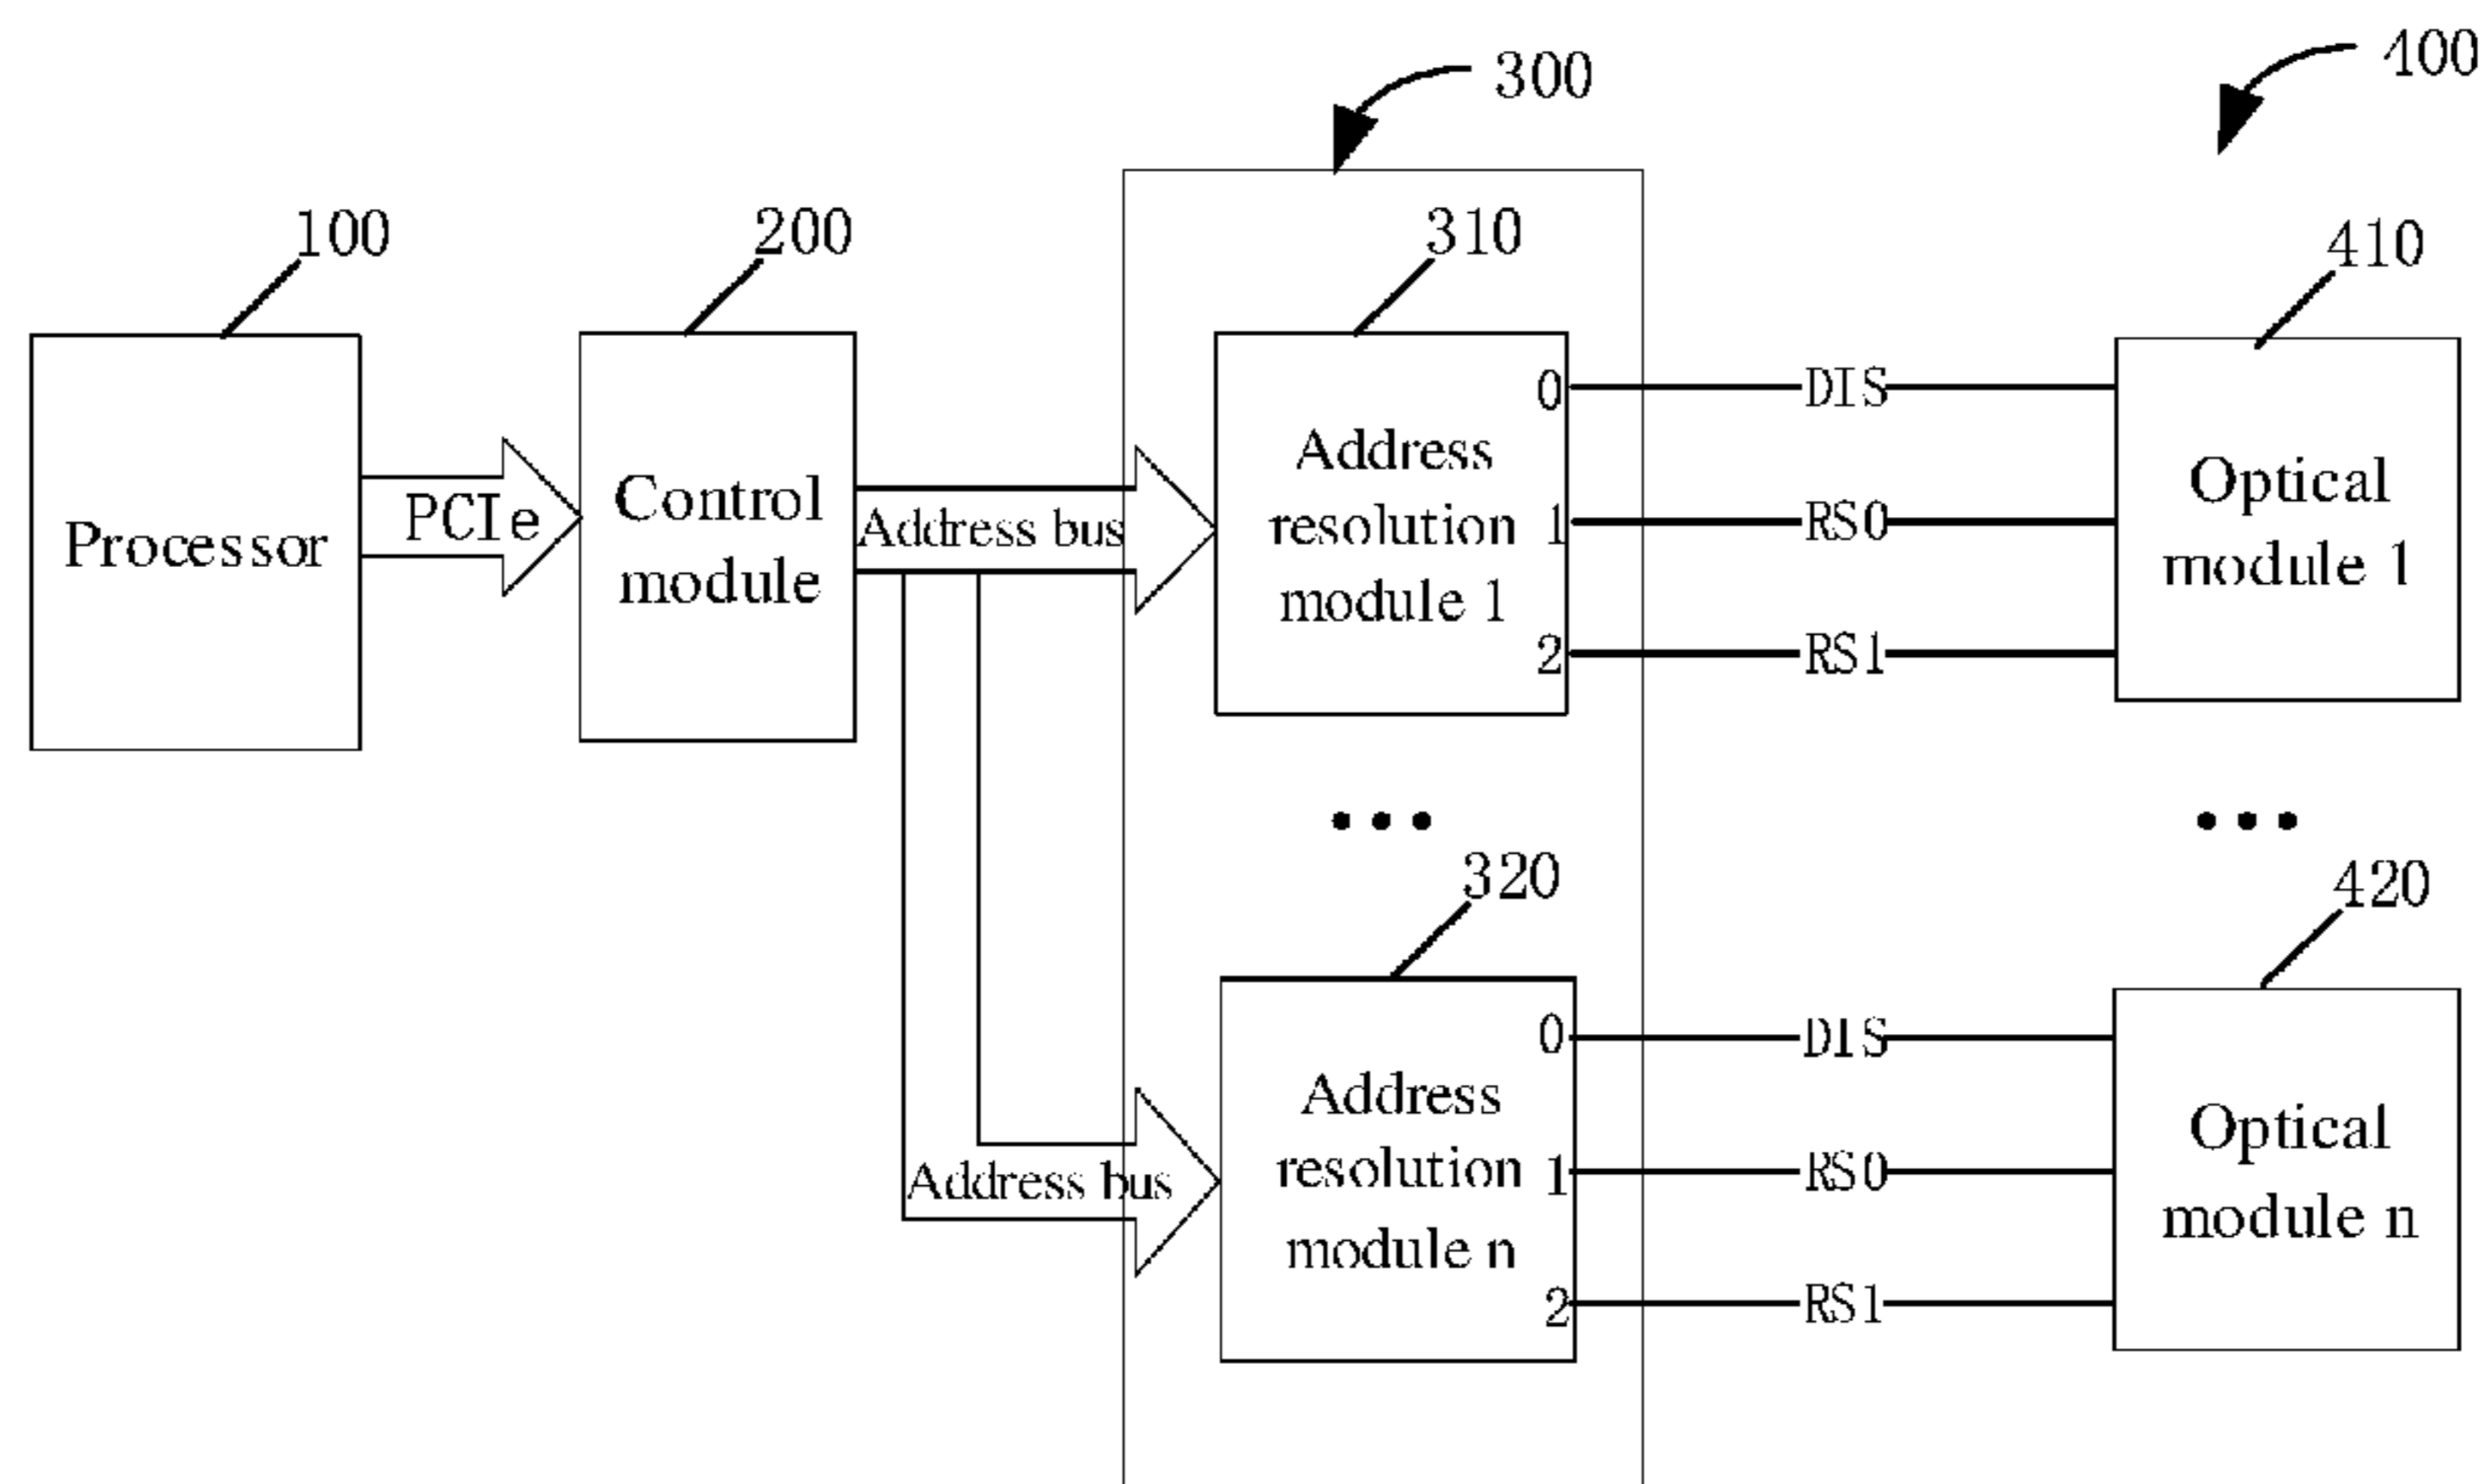 300
400
100
200
310
410
Processor
PCIe
Control
module
Address bus
Address
resolution
module 1
0
1
2
DIS
RS0
RS1
Optical
module 1
320
420
Address bus
Address
resolution
module n
0
1
2
DIS
RS0
RS1
Optical
module n